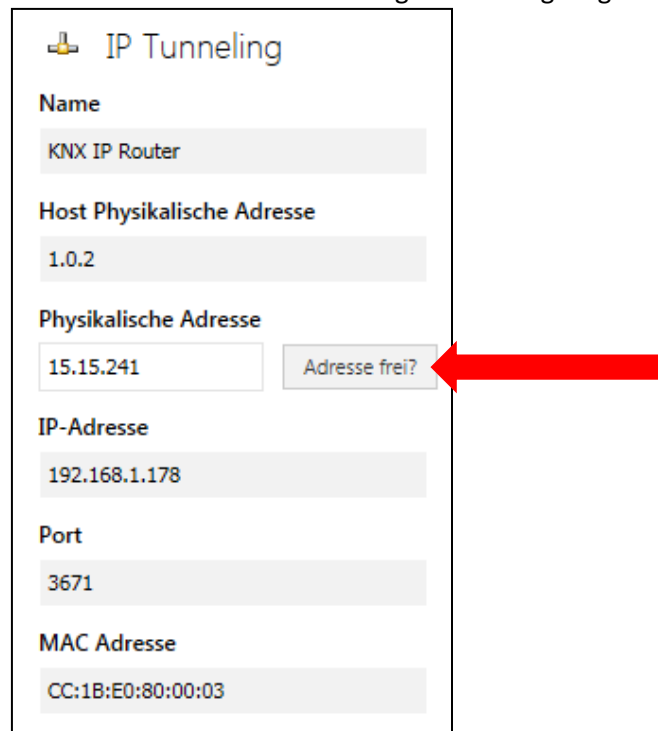 IP Tunneling
Name
KNX IP Router
Host Physikalische Adresse
1.0.2
Physikalische Adresse
15.15.241 Adresse frei?
IP-Adresse
192.168.1.178
Port
3671
MAC Adresse
CC:1B:E0:80:00:03